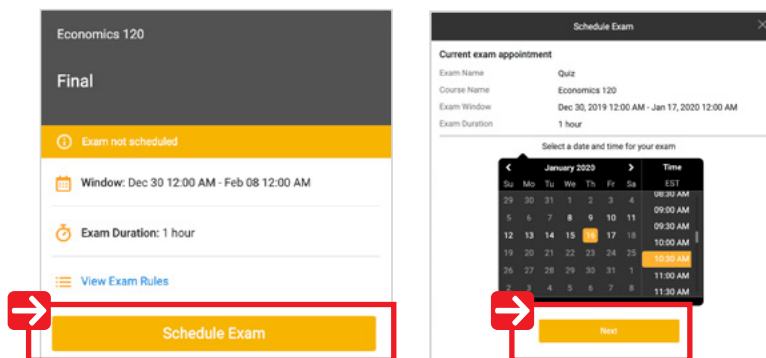 Economics 120
Final
Exam not scheduled
Window: Dec 30 12:00 AM - Feb 08 12:00 AM
Exam Duration: 1 hour
View Exam Rules
Schedule Exam
Schedule Exam
Current exam appointment
Exam Name Quiz
Course Name Economics 120
Exam Window Dec 30, 2019 12:00 AM - Jan 17, 2020 12:00 AM
Exam Duration 1 hour
Select a date and time for your exam
January 2020 Time
Su Mo Tu We Th Fr Sa EST
08:30 AM
29 30 31 1 2 3 4
09:00 AM
5 6 7 8 9 10 11
09:30 AM
12 13 14 15 16 17 18
10:00 AM
19 20 21 22 23 24 25
10:30 AM
26 27 28 29 30 31 1
11:00 AM
2 3 4 5 6 7 8
11:30 AM
Next